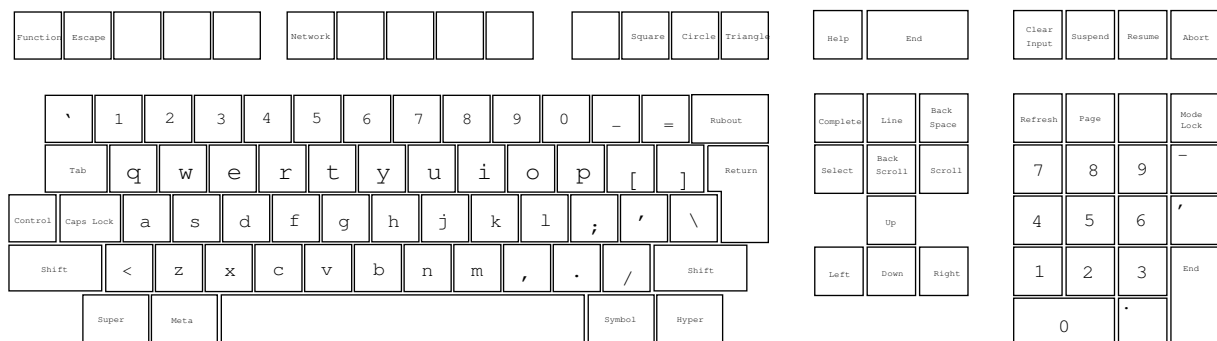 Function Escape Network Square Circle Triangle Help End Clear Input Suspend Resume Abort
` 1 2 3 4 5 6 7 8 9 0 _ = Rubout Complete Line Back Space Refresh Page Mode Lock
Tab q w e r t y u i o p [ ] Return Select Back Scroll Scroll 7 8 9 _
Control Caps Lock a s d f g h j k l ; ' \ Up 4 5 6 ,
Shift < z x c v b n m , . / Shift Left Down Right 1 2 3 End
Super Meta Symbol Hyper 0 .